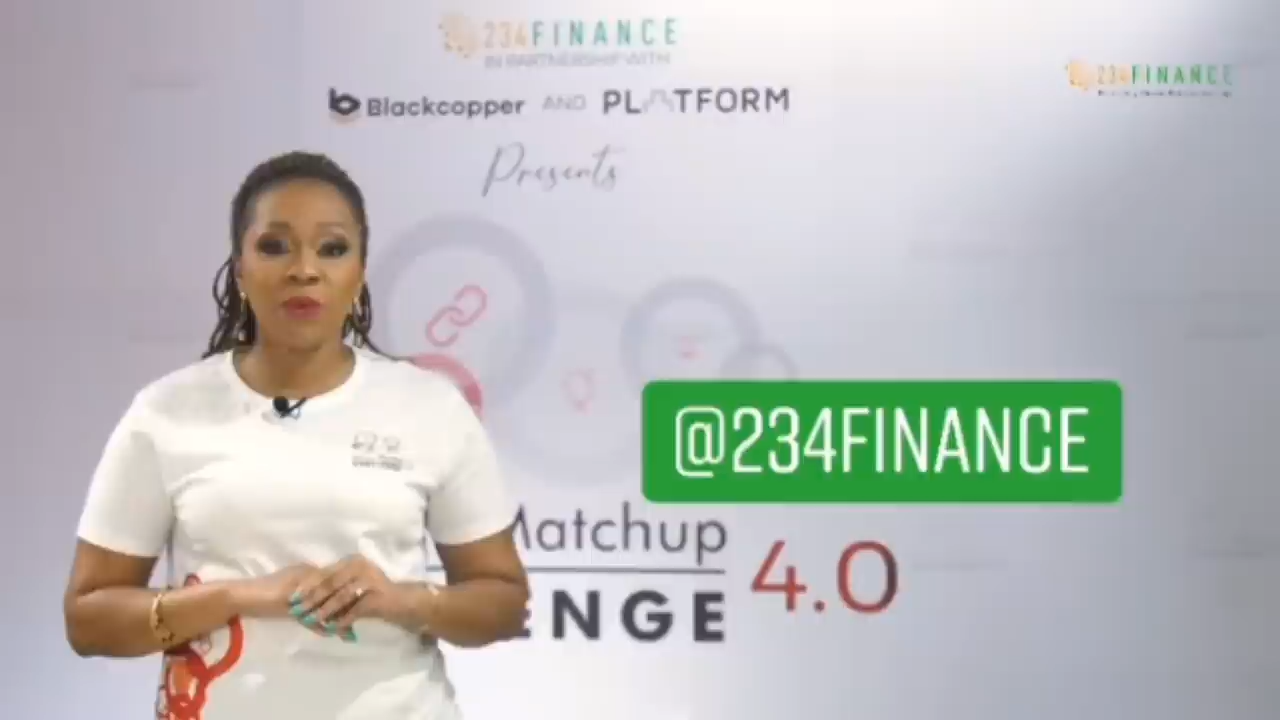 234FINANCE
IN PARTNERSHIP WITH
Blackcopper AND PLATFORM
Presents
234FINANCE
@234FINANCE
Matchup
ENGE
4.0